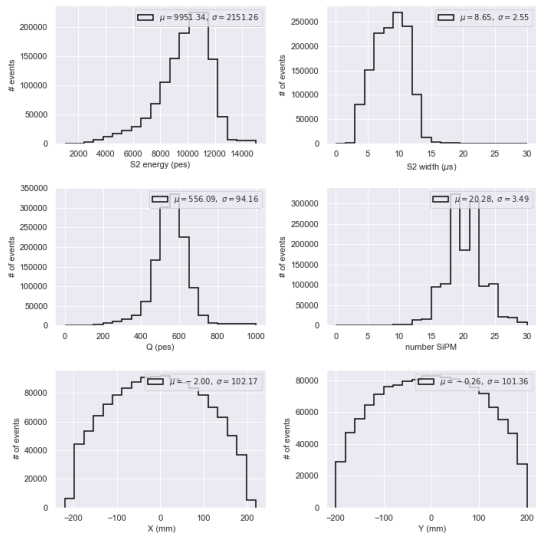 μ = 9951.34, σ = 2151.26
200000
150000
100000
50000
0
# of events
2000 4000 6000 8000 10000 12000 14000
S2 energy (pes)
μ = 8.65, σ = 2.55
250000
200000
150000
100000
50000
0
# of events
0 5 10 15 20 25 30
S2 width (μs)
μ = 556.09, σ = 94.16
350000
300000
250000
200000
150000
100000
50000
0
# of events
0 200 400 600 800 1000
Q (pes)
μ = 20.28, σ = 3.49
300000
250000
200000
150000
100000
50000
0
# of events
0 5 10 15 20 25 30
number SiPM
μ = −2.00, σ = 102.17
80000
60000
40000
20000
0
# of events
−200 −100 0 100 200
X (mm)
μ = −0.26, σ = 101.36
80000
60000
40000
20000
0
# of events
−200 −100 0 100 200
Y (mm)